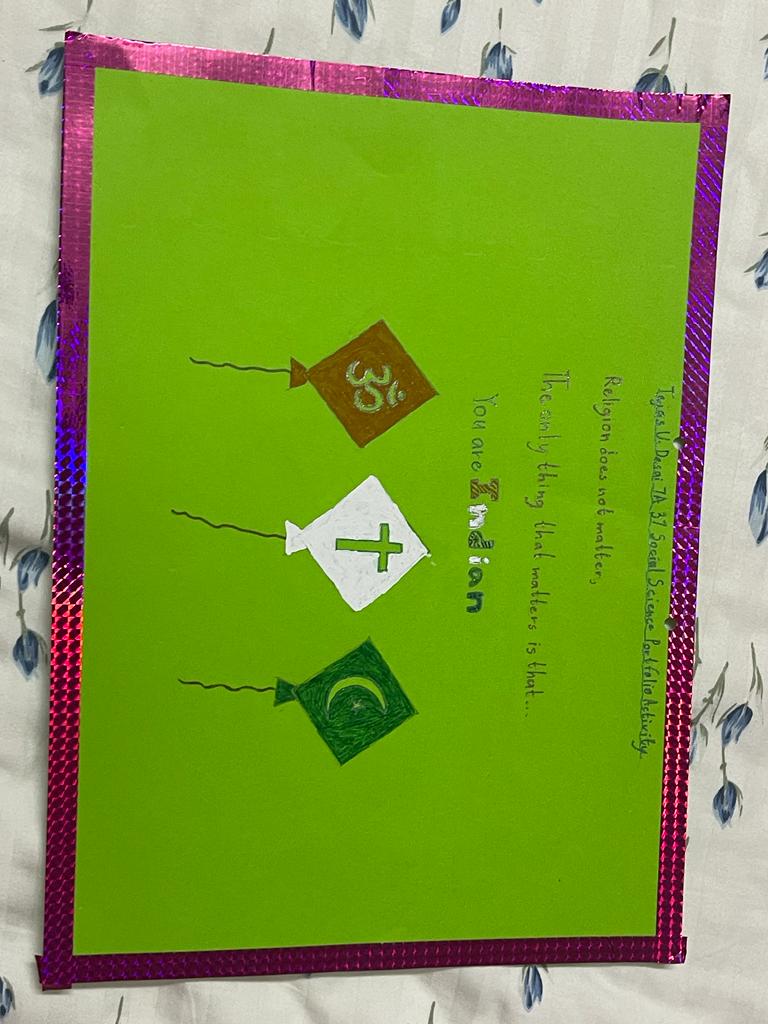 Tejas V. Desai 7A 37 Social Science Portfolio Activity
Religion does not matter,
The only thing that matters is that...
You are Indian
ॐ